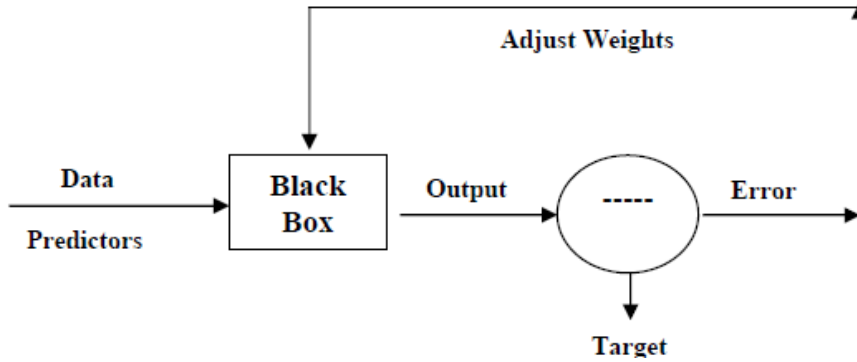 Adjust Weights
Data
Predictors
Black
Box
Output
-----
Error
Target